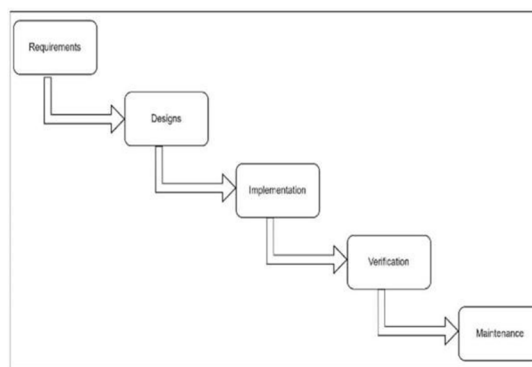 Requirements
Designs
Implementation
Verification
Maintenance